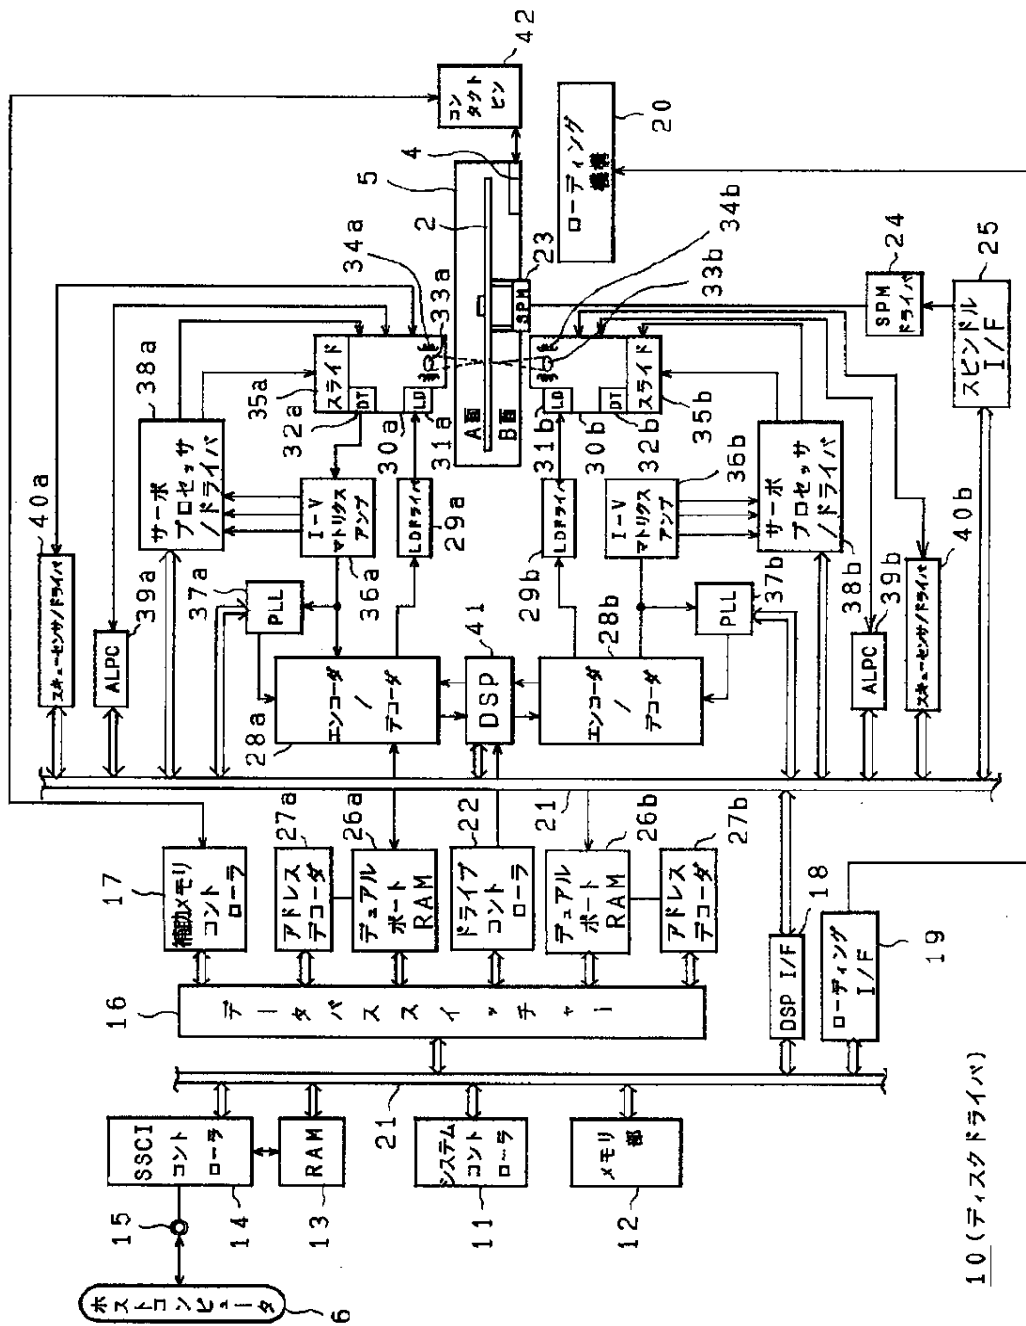 ホストコンピュータ
6
15
SSCI
コントローラ
14
RAM
13
システム
コントローラ
11
メモリ部
12
21
データバススイッチャー
16
補助メモリ
コントローラ
17
アドレス
デコーダ
27a
デュアル
ポート
RAM
26a
ドライブ
コントローラ
22
デュアル
ポート
RAM
26b
アドレス
デコーダ
27b
DSP I/F
18
ローディング
I/F
19
21
スキューセンサ/ドライバ
40a
ALPC
39a
サーボ
プロセッサ
/ドライバ
38a
PLL
37a
エンコーダ
/
デコーダ
28a
I-V
マトリクス
アンプ
36a
LDドライバ
29a
DSP
41
エンコーダ
/
デコーダ
28b
LDドライバ
29b
I-V
マトリクス
アンプ
36b
PLL
37b
サーボ
プロセッサ
/ドライバ
38b
ALPC
39b
スキューセンサ/ドライバ
40b
スライド
35a
DT
32a
30a
LD
31a
34a
33a
A面
B面
5
2
4
SPM
23
LD
31b
30b
DT
32b
スライド
35b
34b
33b
コンタクトピン
42
ローディング
機構
20
SPM
ドライバ
24
スピンドル
I/F
25
10(ディスクドライバ)